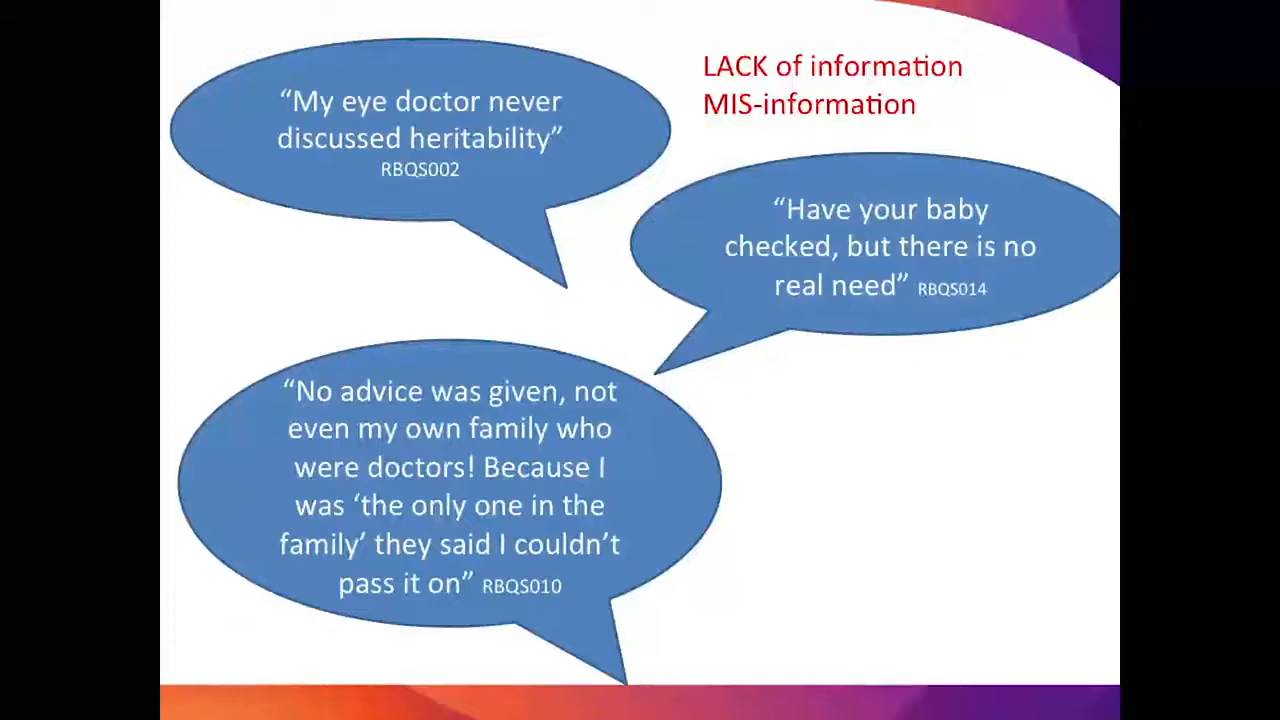 LACK of information
MIS-information
“My eye doctor never
discussed heritability”
RBQS002
“Have your baby
checked, but there is no
real need” RBQS014
“No advice was given, not
even my own family who
were doctors! Because I
was ‘the only one in the
family’ they said I couldn’t
pass it on” RBQS010